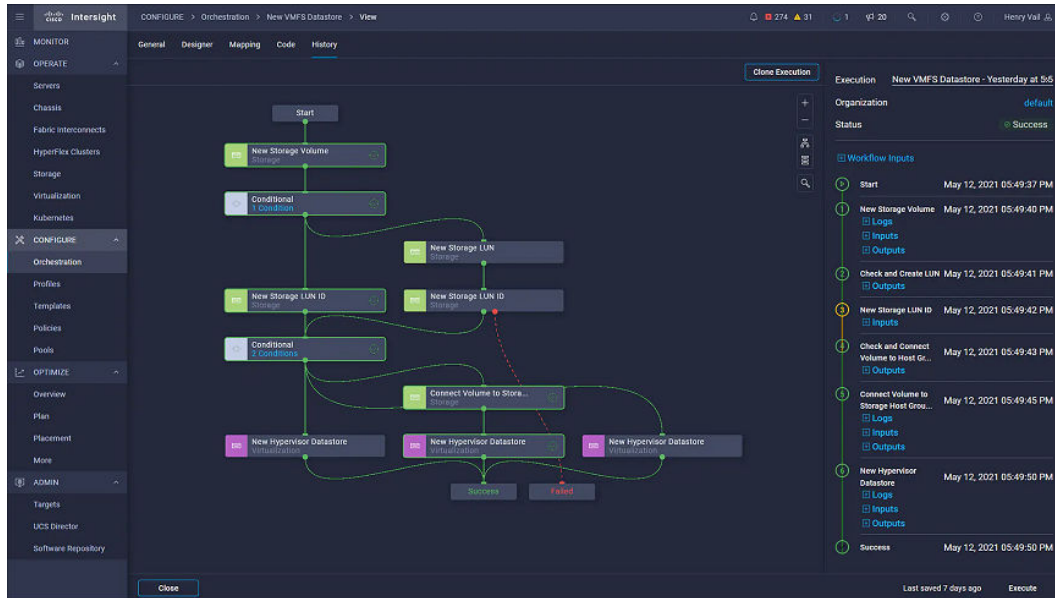 cisco Intersight
CONFIGURE > Orchestration > New VMFS Datastore > View
274 31 1 20 Henry Vail
MONITOR
OPERATE
Servers
Chassis
Fabric Interconnects
HyperFlex Clusters
Storage
Virtualization
Kubernetes
CONFIGURE
Orchestration
Profiles
Templates
Policies
Pools
OPTIMIZE
Overview
Plan
Placement
More
ADMIN
Targets
UCS Director
Software Repository
General Designer Mapping Code History
Clone Execution
Start
New Storage Volume
Storage
Conditional
1 Condition
New Storage LUN
Storage
New Storage LUN ID
Storage
New Storage LUN ID
Storage
Conditional
2 Conditions
Connect Volume to Stora...
Storage
New Hypervisor Datastore
Virtualization
New Hypervisor Datastore
Virtualization
New Hypervisor Datastore
Virtualization
Success
Failed
Execution New VMFS Datastore - Yesterday at 5:5
Organization default
Status Success
Workflow Inputs
Start May 12, 2021 05:49:37 PM
1 New Storage Volume May 12, 2021 05:49:40 PM
Logs
Inputs
Outputs
2 Check and Create LUN May 12, 2021 05:49:41 PM
Outputs
3 New Storage LUN ID May 12, 2021 05:49:42 PM
Inputs
4 Check and Connect
Volume to Host Gr... May 12, 2021 05:49:43 PM
Outputs
5 Connect Volume to
Storage Host Grou... May 12, 2021 05:49:45 PM
Logs
Inputs
Outputs
6 New Hypervisor
Datastore May 12, 2021 05:49:50 PM
Logs
Inputs
Outputs
Success May 12, 2021 05:49:50 PM
Close
Last saved 7 days ago Execute